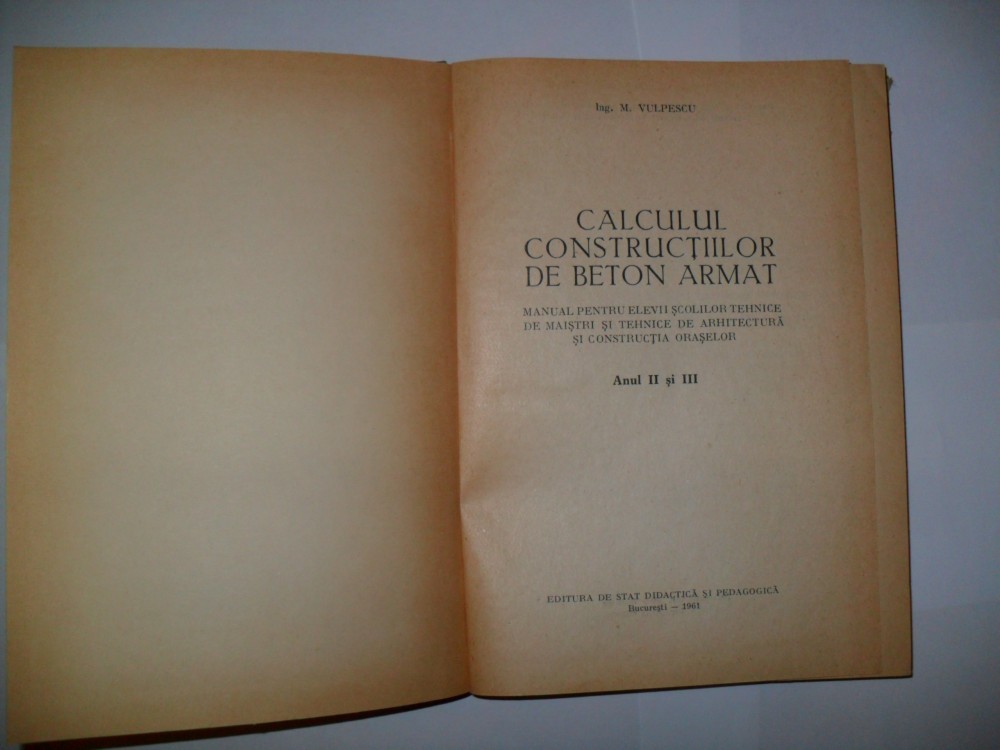 Ing. M. VULPESCU
CALCULUL
CONSTRUCȚIILOR
DE BETON ARMAT
MANUAL PENTRU ELEVII ȘCOLILOR TEHNICE
DE MAIȘTRI ȘI TEHNICE DE ARHITECTURĂ
ȘI CONSTRUCȚIA ORAȘELOR
Anul II și III
EDITURA DE STAT DIDACTICĂ ȘI PEDAGOGICĂ
București — 1961